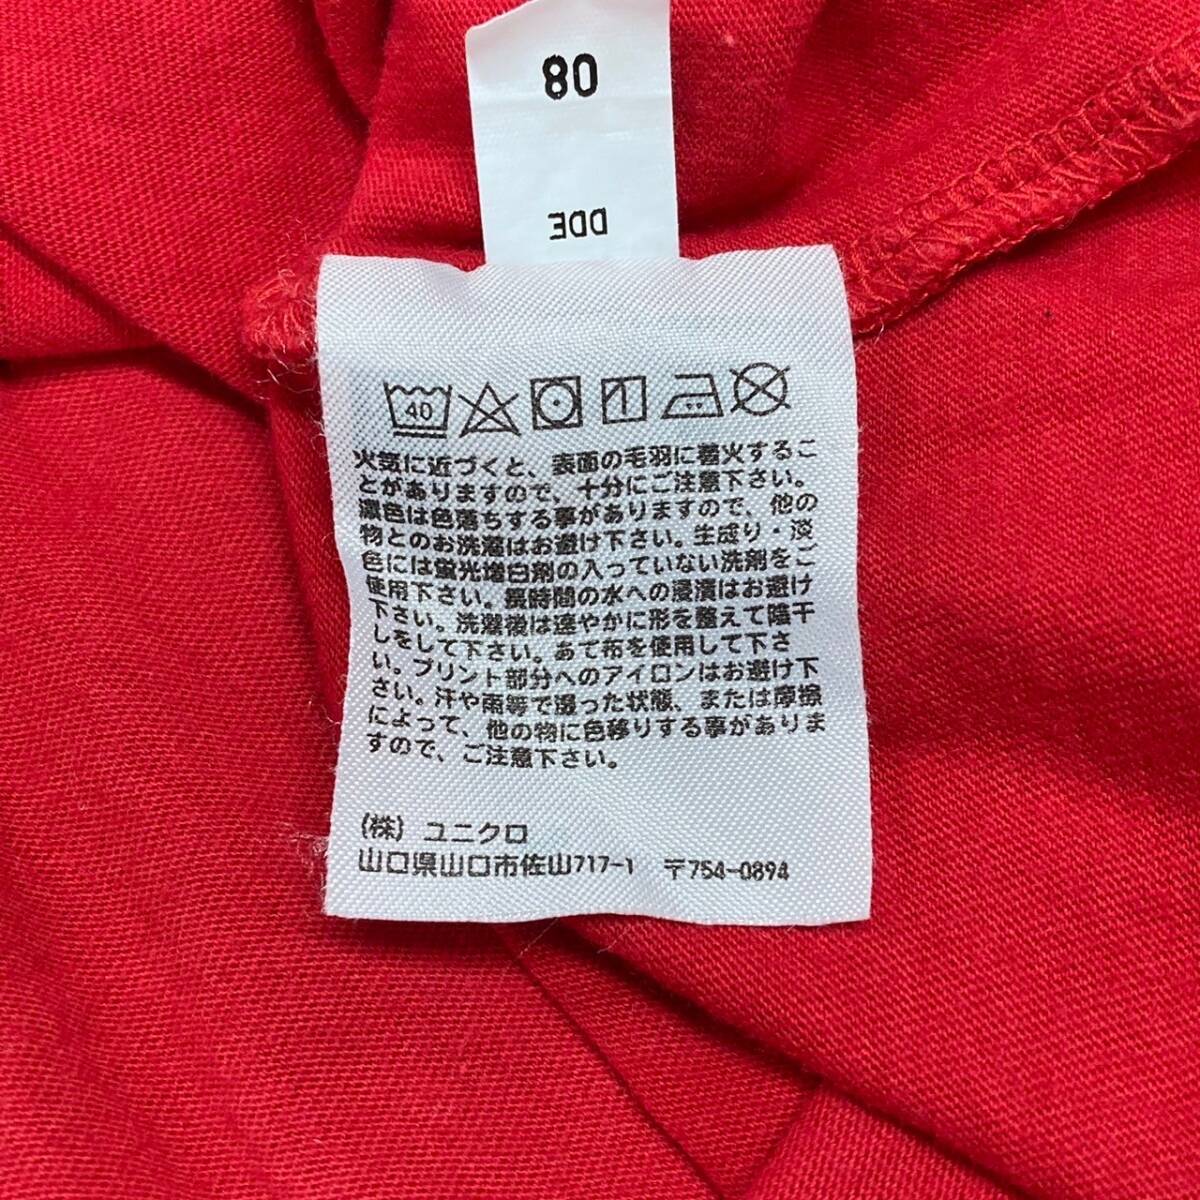 80
DDE
40
火気に近づくと、表面の毛羽に着火するこ
とがありますので、十分にご注意下さい。
濃色は色落ちする事がありますので、他の
物とのお洗濯はお避け下さい。生成り・淡
色には蛍光増白剤の入っていない洗剤をご
使用下さい。長時間の水への浸漬はお避け
下さい。洗濯後は速やかに形を整えて陰干
しをして下さい。あて布を使用して下さ
い。プリント部分へのアイロンはお避け下
さい。汗や雨等で湿った状態、または摩擦
によって、他の物に色移りする事がありま
すので、ご注意下さい。
(株) ユニクロ
山口県山口市佐山717-1 〒754-0894